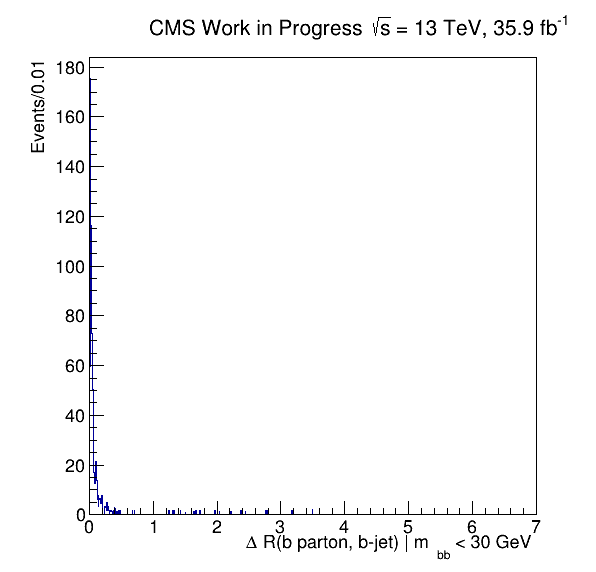 CMS Work in Progress √s = 13 TeV, 35.9 fb⁻¹
Events/0.01
180
160
140
120
100
80
60
40
20
0
0 1 2 3 4 5 6 7
Δ R(b parton, b-jet) | m_bb < 30 GeV